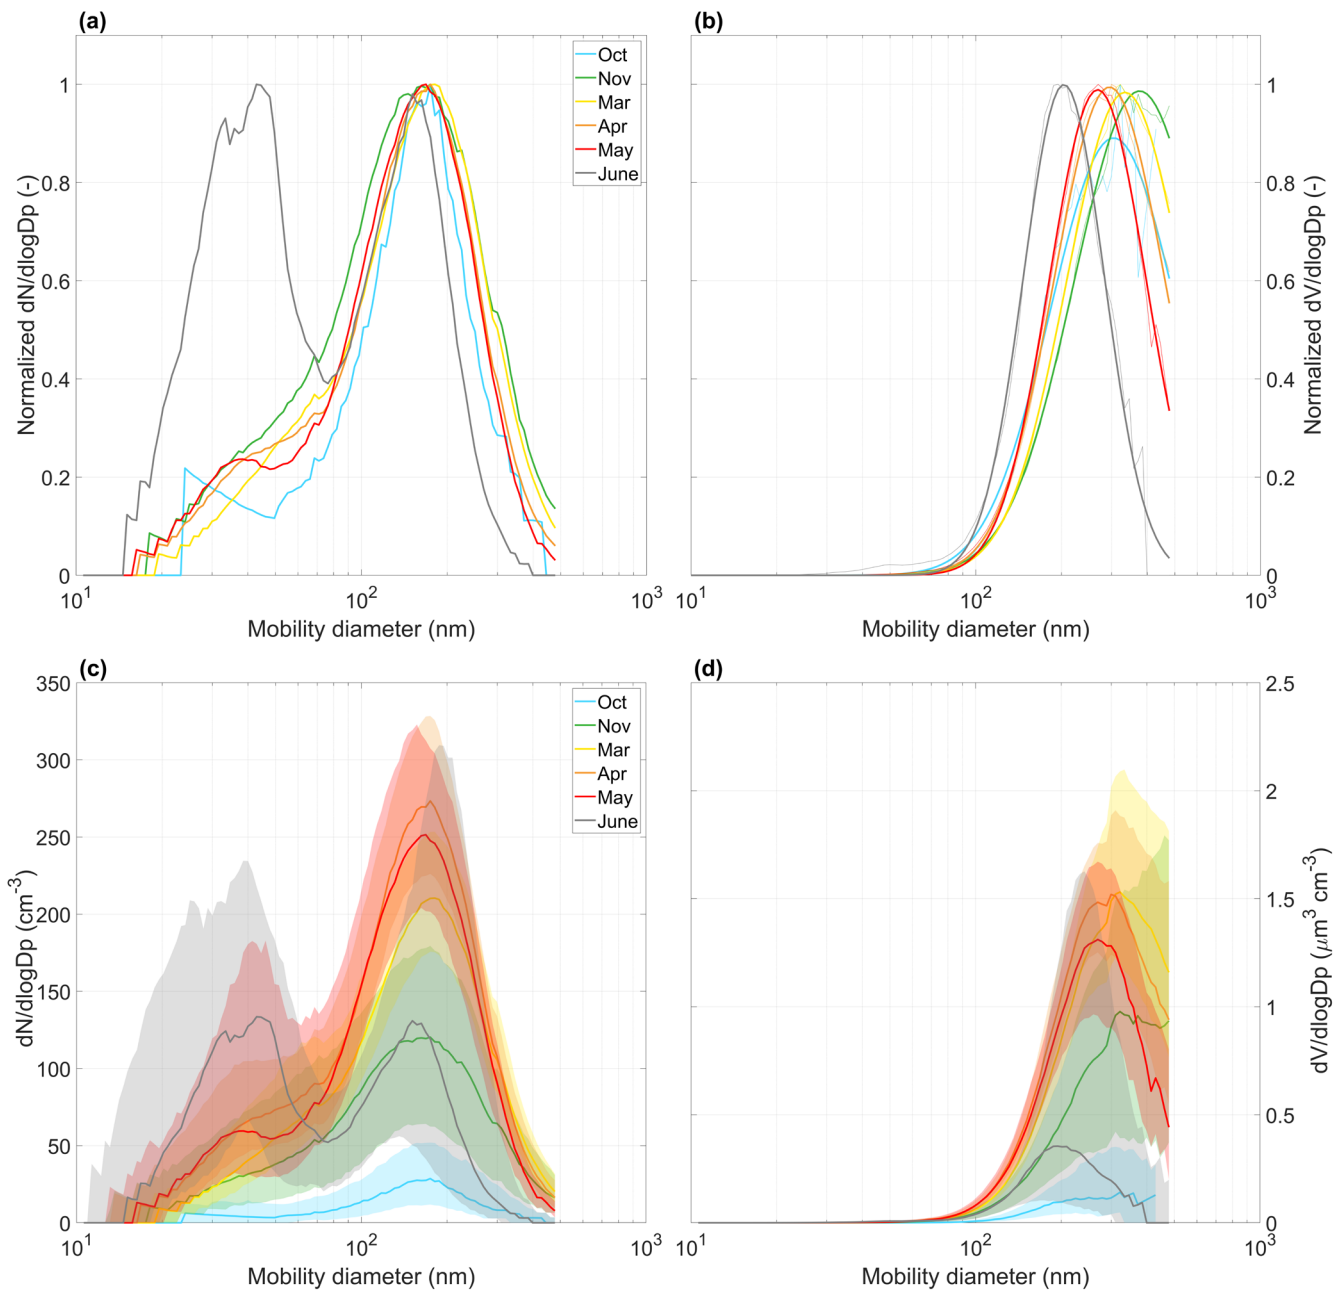 (a)
Normalized dN/dlogDp (-)
1
0.8
0.6
0.4
0.2
0
10^1
10^2
10^3
Mobility diameter (nm)
Oct
Nov
Mar
Apr
May
June
(b)
1
0.8
0.6
0.4
0.2
0
Normalized dV/dlogDp (-)
10^1
10^2
10^3
Mobility diameter (nm)
(c)
dN/dlogDp (cm^-3)
350
300
250
200
150
100
50
0
10^1
10^2
10^3
Mobility diameter (nm)
Oct
Nov
Mar
Apr
May
June
(d)
2.5
2
1.5
1
0.5
0
dV/dlogDp (μm^3 cm^-3)
10^1
10^2
10^3
Mobility diameter (nm)